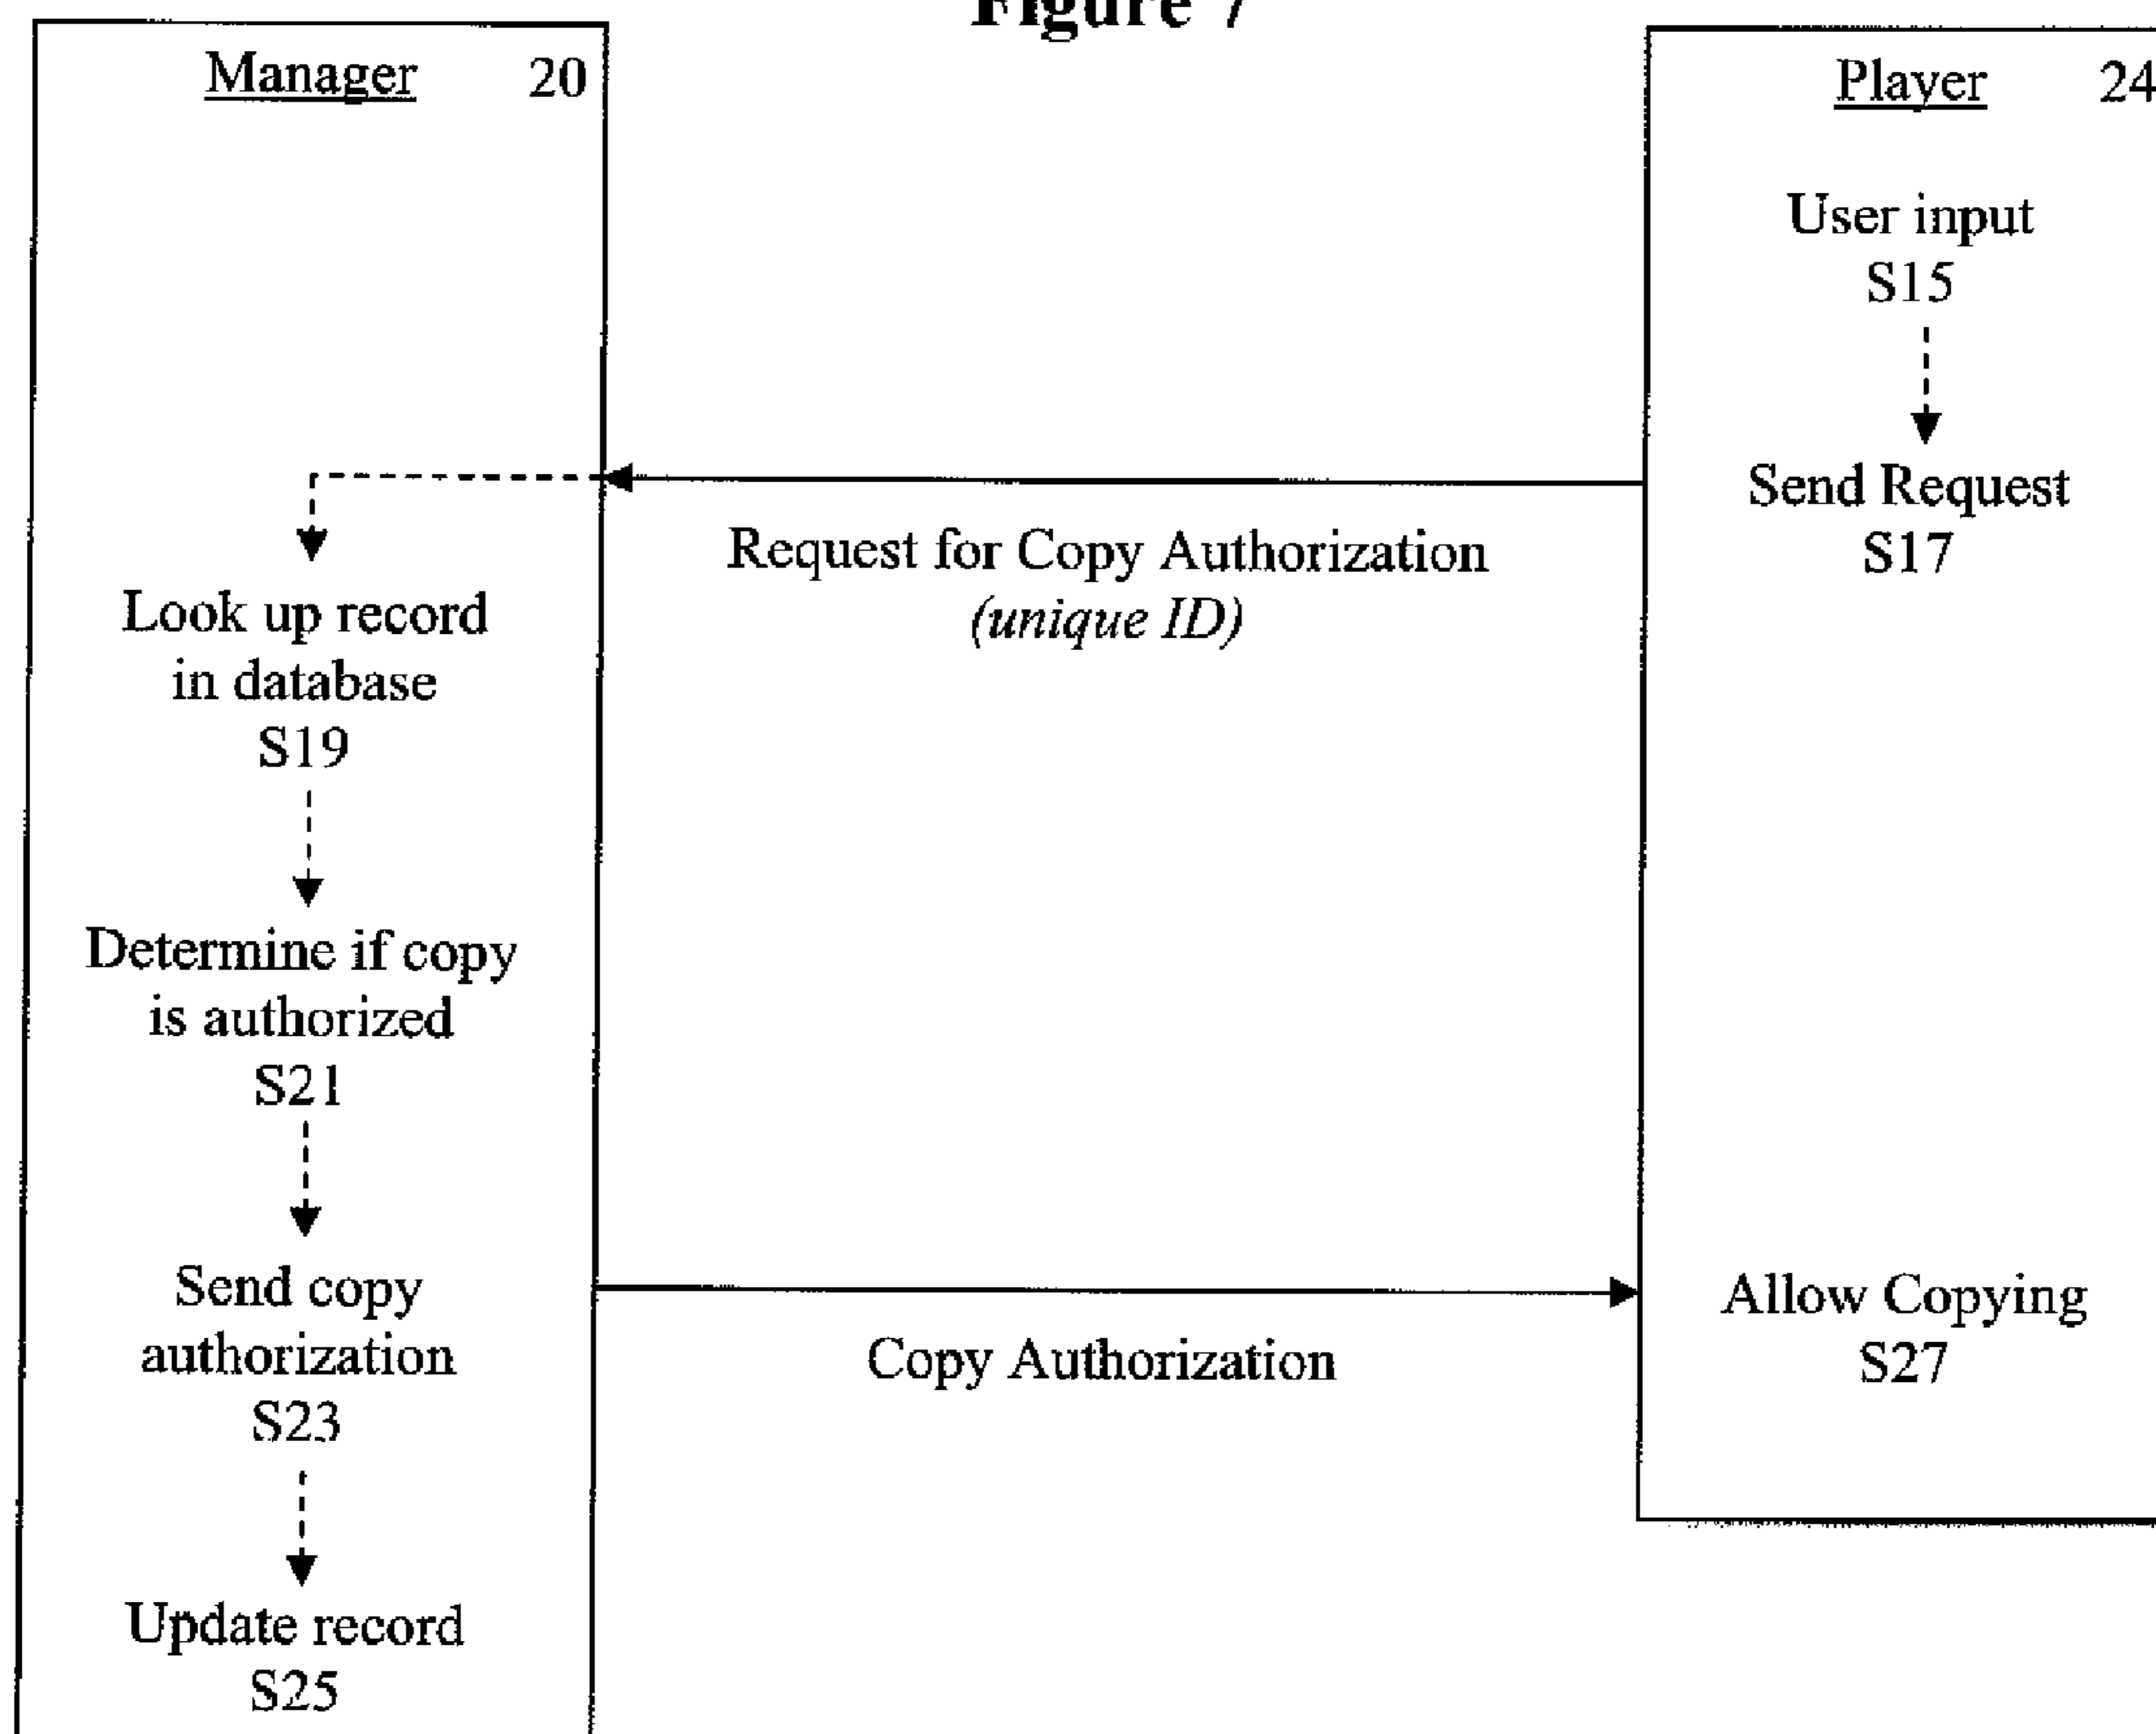 Figure 7
Manager 20
Player 24
User input
S15
Send Request
S17
Request for Copy Authorization
(unique ID)
Look up record
in database
S19
Determine if copy
is authorized
S21
Send copy
authorization
S23
Copy Authorization
Allow Copying
S27
Update record
S25